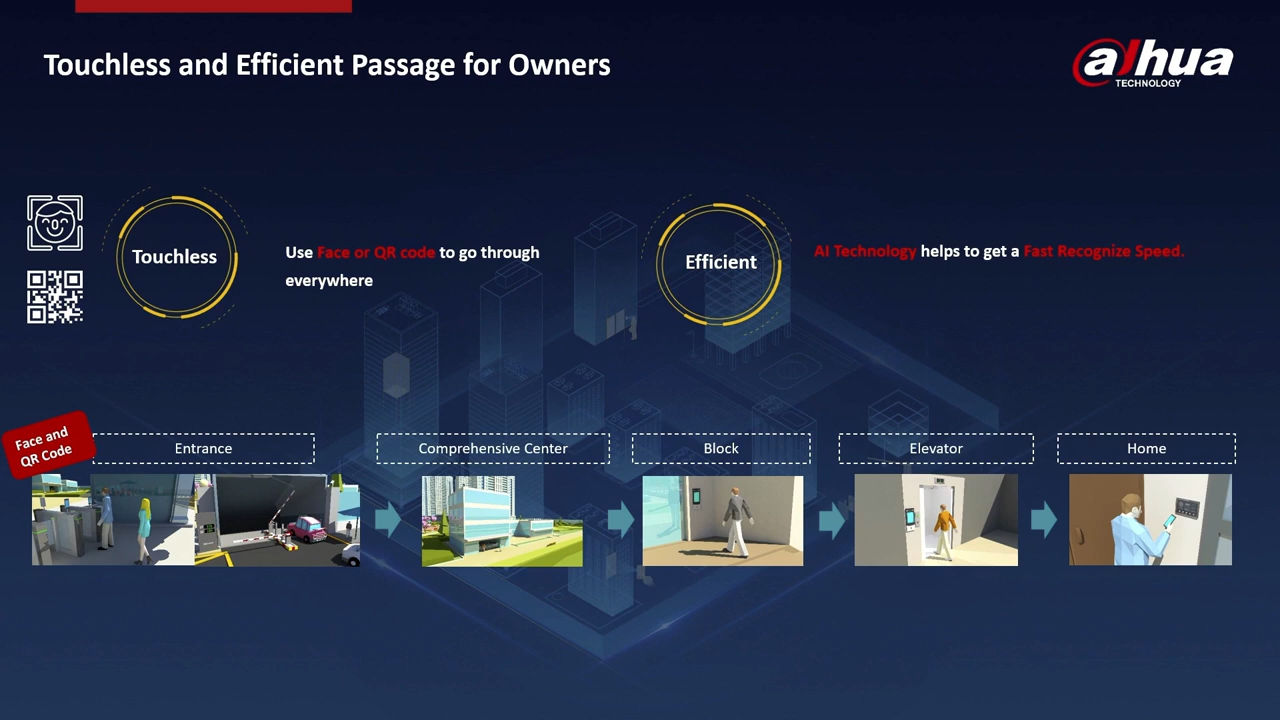 Touchless and Efficient Passage for Owners
alhua
TECHNOLOGY
Touchless
Use Face or QR code to go through
everywhere
Efficient
AI Technology helps to get a Fast Recognize Speed.
Face and
QR Code
Entrance
Comprehensive Center
Block
Elevator
Home